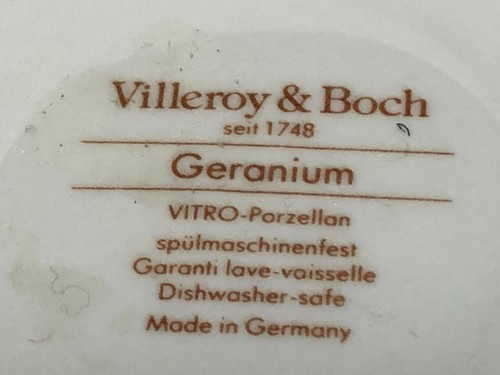 Villeroy & Boch
seit 1748
Geranium
VITRO-Porzellan
spülmaschinenfest
Garanti lave-vaisselle
Dishwasher-safe
Made in Germany